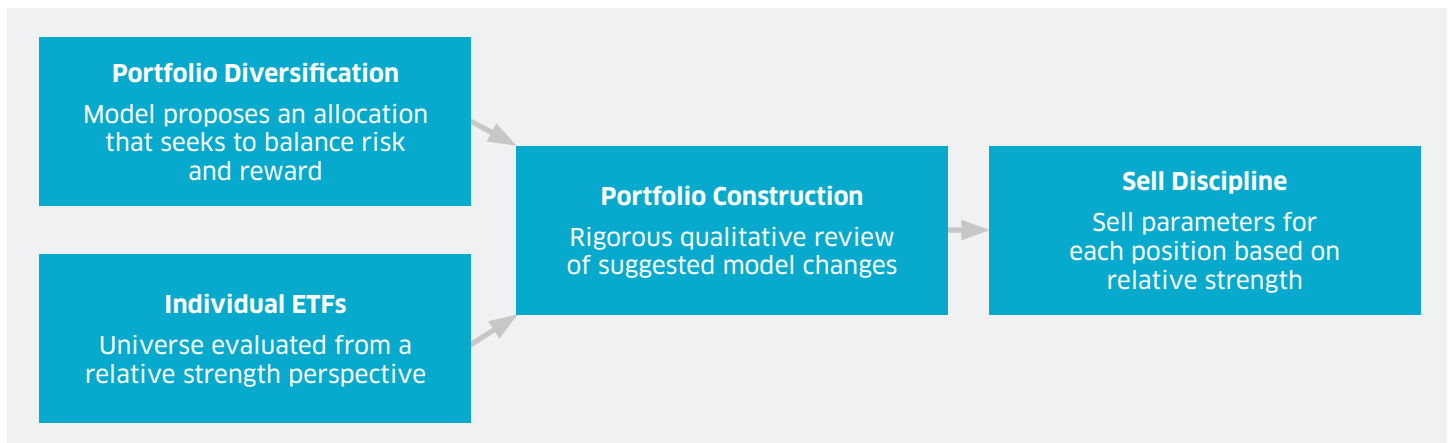 Portfolio Diversification
Model proposes an allocation
that seeks to balance risk
and reward
Individual ETFs
Universe evaluated from a
relative strength perspective
Portfolio Construction
Rigorous qualitative review
of suggested model changes
Sell Discipline
Sell parameters for
each position based on
relative strength